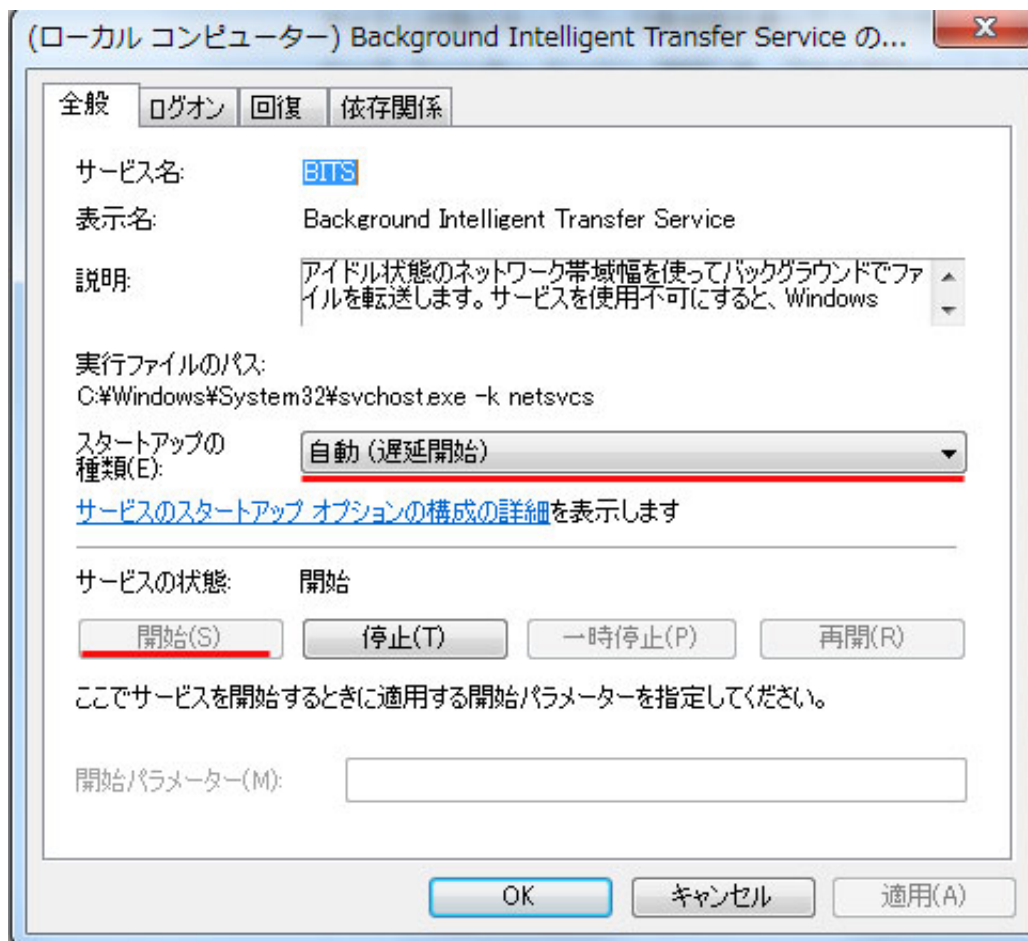 (ローカル コンピューター) Background Intelligent Transfer Service の...
全般 ログオン 回復 依存関係
サービス名: BITS
表示名: Background Intelligent Transfer Service
説明: アイドル状態のネットワーク帯域幅を使ってバックグラウンドでファ
イルを転送します。サービスを使用不可にすると、Windows
実行ファイルのパス:
C:¥Windows¥System32¥svchost.exe -k netsvcs
スタートアップの
種類(E): 自動 (遅延開始)
サービスのスタートアップ オプションの構成の詳細を表示します
サービスの状態: 開始
開始(S) 停止(T) 一時停止(P) 再開(R)
ここでサービスを開始するときに適用する開始パラメーターを指定してください。
開始パラメーター(M):
OK キャンセル 適用(A)